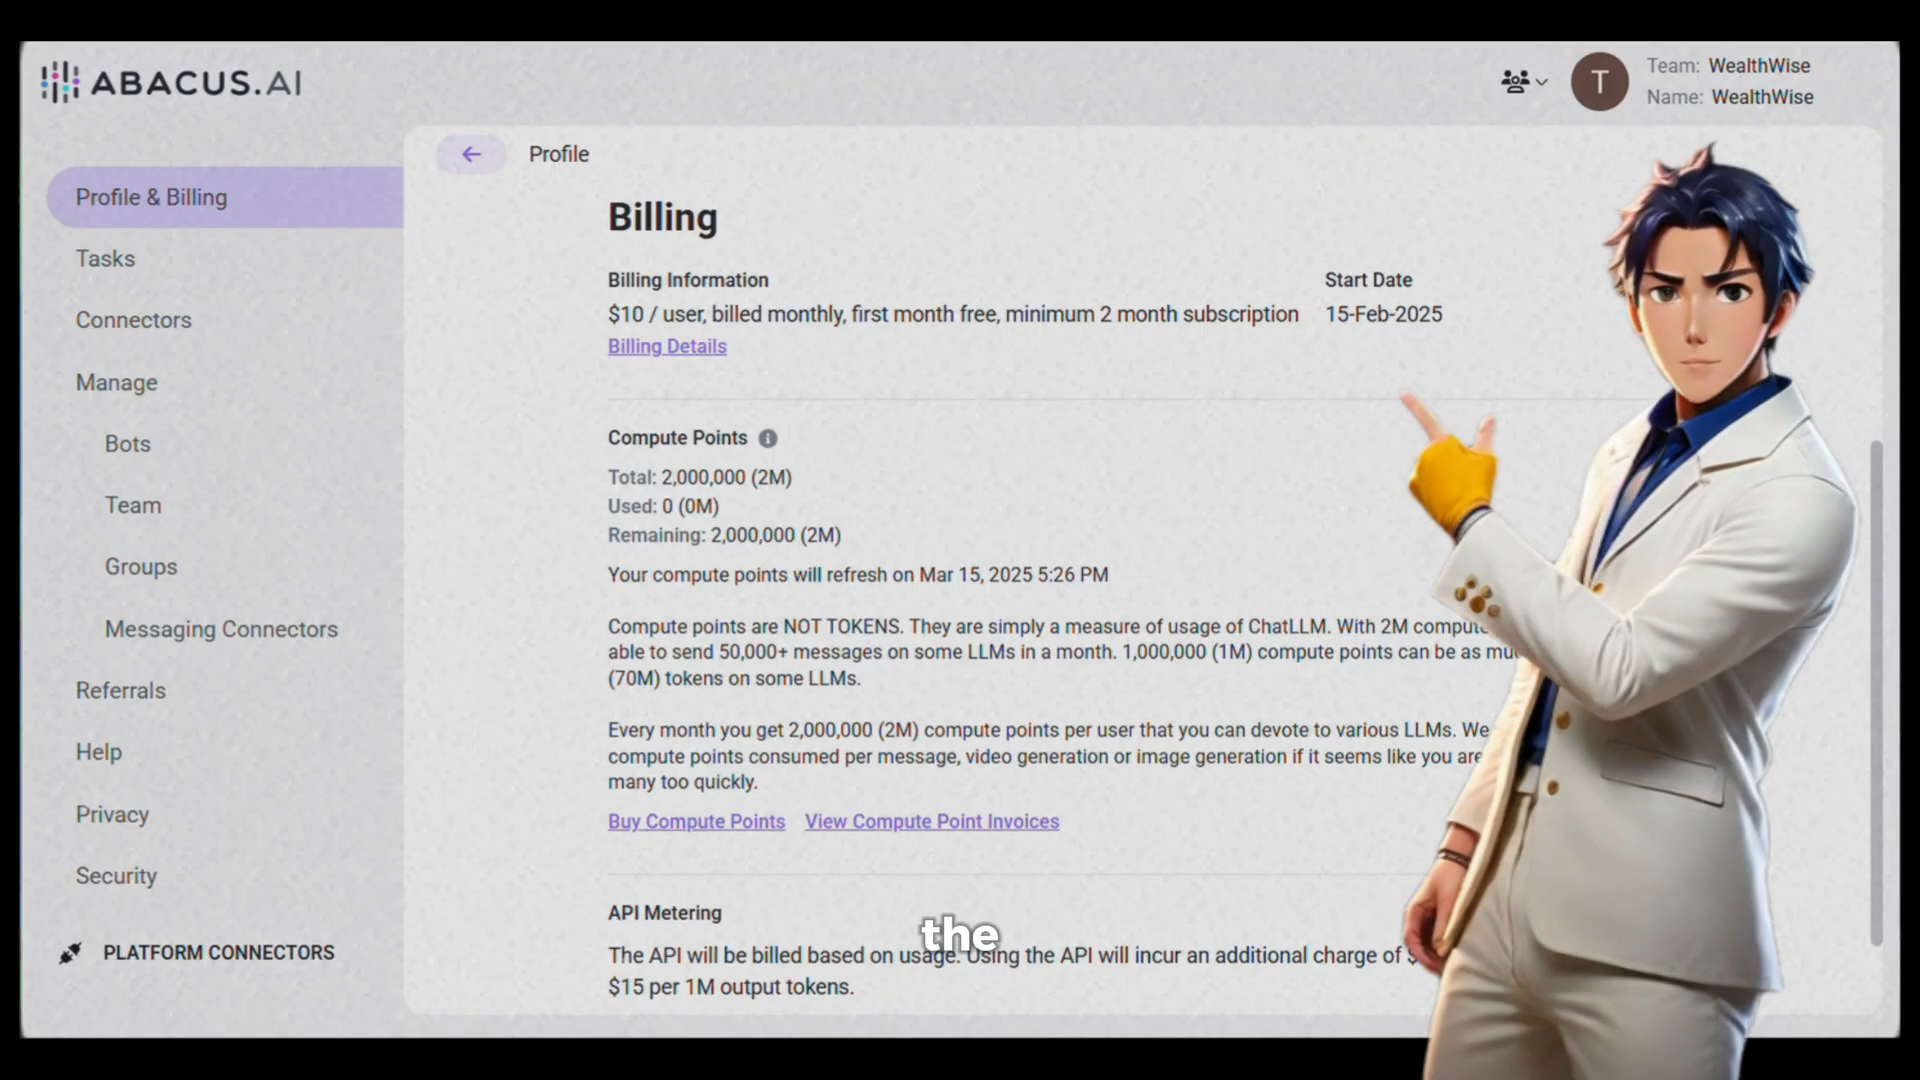 ABACUS.AI
T
Team: WealthWise
Name: WealthWise
Profile & Billing
Tasks
Connectors
Manage
Bots
Team
Groups
Messaging Connectors
Referrals
Help
Privacy
Security
PLATFORM CONNECTORS
Profile
Billing
Billing Information
$10 / user, billed monthly, first month free, minimum 2 month subscription
Billing Details
Start Date
15-Feb-2025
Compute Points
Total: 2,000,000 (2M)
Used: 0 (0M)
Remaining: 2,000,000 (2M)
Your compute points will refresh on Mar 15, 2025 5:26 PM
Compute points are NOT TOKENS. They are simply a measure of usage of ChatLLM. With 2M compute
able to send 50,000+ messages on some LLMs in a month. 1,000,000 (1M) compute points can be as
(70M) tokens on some LLMs.
Every month you get 2,000,000 (2M) compute points per user that you can devote to various LLMs. We
compute points consumed per message, video generation or image generation if it seems like you are
many too quickly.
Buy Compute Points View Compute Point Invoices
API Metering
the
The API will be billed based on usage. Using the API will incur an additional charge of
$15 per 1M output tokens.